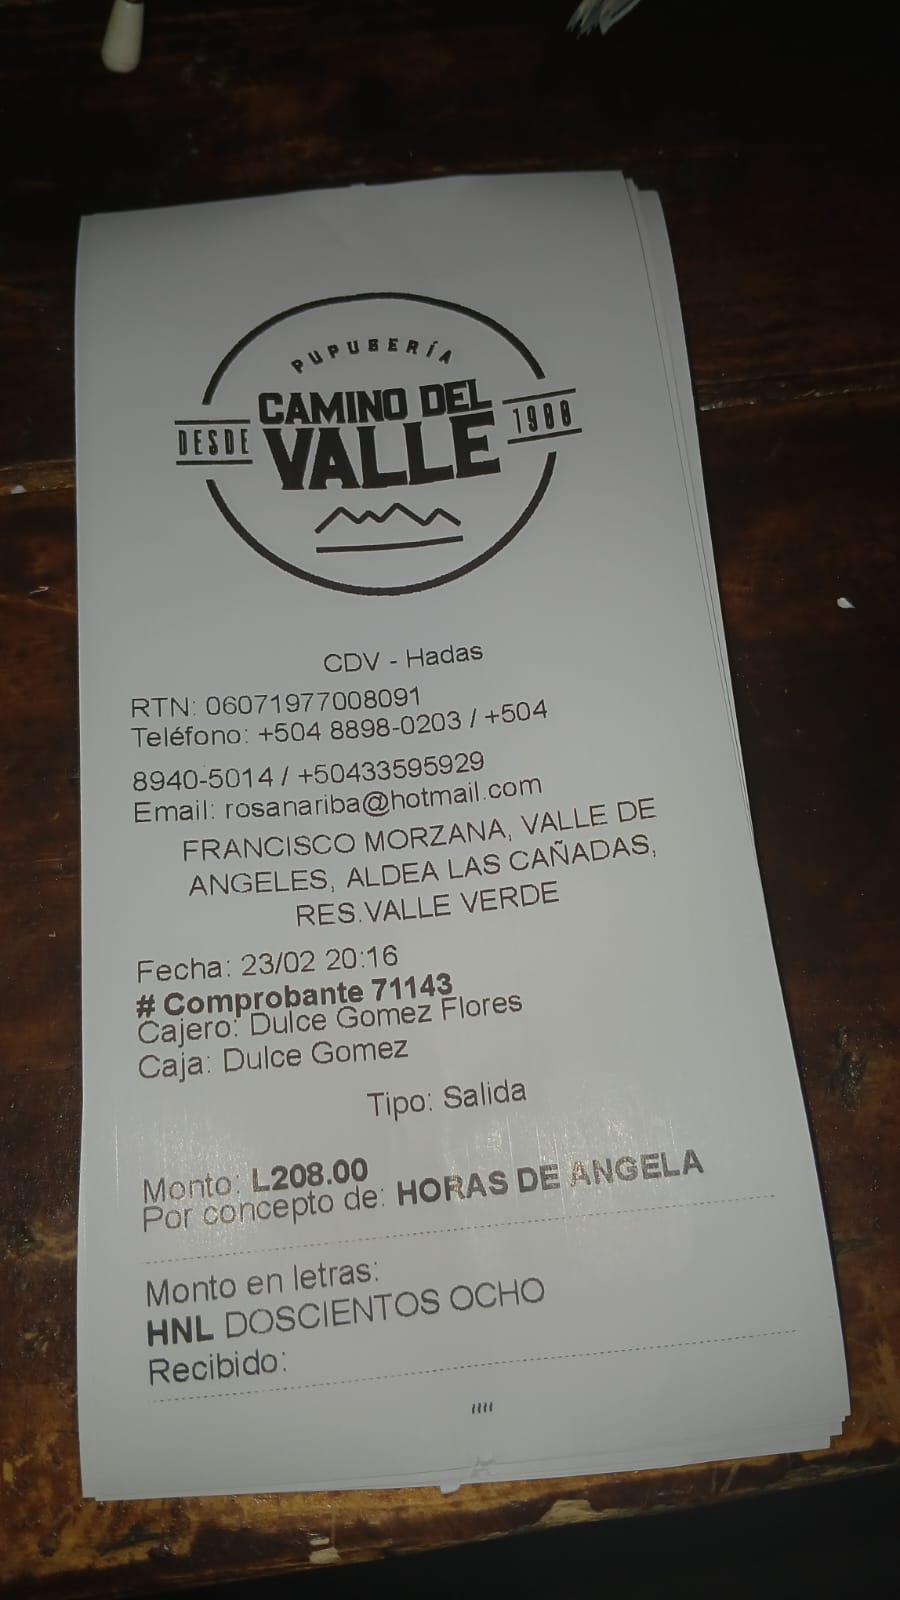 PUPUSERÍA
DESDE CAMINO DEL VALLE 1988
CDV - Hadas
RTN: 06071977008091
Teléfono: +504 8898-0203 / +504
8940-5014 / +50433595929
Email: rosanariba@hotmail.com
FRANCISCO MORZANA, VALLE DE
ANGELES, ALDEA LAS CAÑADAS,
RES.VALLE VERDE
Fecha: 23/02 20:16
# Comprobante 71143
Cajero: Dulce Gomez Flores
Caja: Dulce Gomez
Tipo: Salida
Monto: L208.00
Por concepto de: HORAS DE ANGELA
Monto en letras:
HNL DOSCIENTOS OCHO
Recibido: